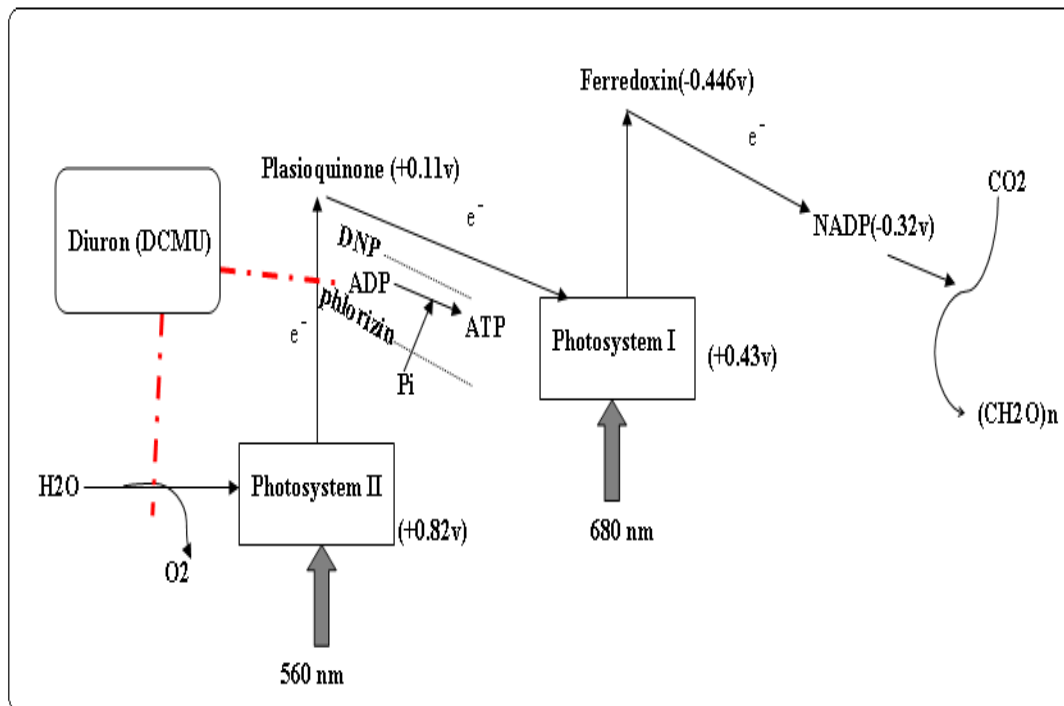 Ferredoxin(-0.446v)
e-
Plasioquinone (+0.11v)
e-
CO2
NADP(-0.32v)
Diuron (DCMU)
DNP
ADP
phlorizin
ATP
e-
Pi
Photosystem I
(+0.43v)
(CH2O)n
H2O
Photosystem II
(+0.82v)
680 nm
O2
560 nm